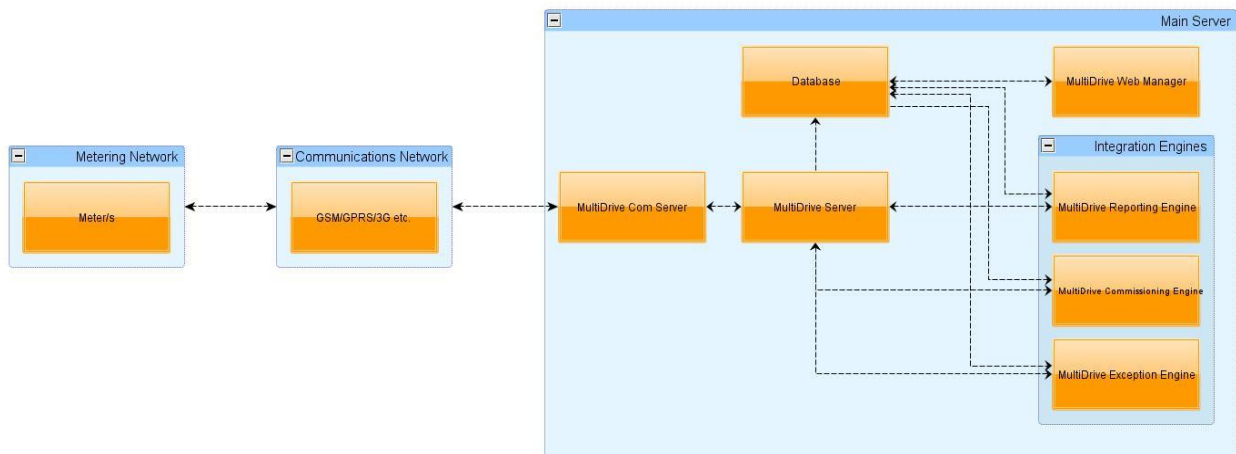 Main Server
Database
MultiDrive Web Manager
Metering Network
Communications Network
Integration Engines
Meter/s
GSM/GPRS/3G etc.
MultiDrive Com Server
MultiDrive Server
MultiDrive Reporting Engine
MultiDrive Commissioning Engine
MultiDrive Exception Engine